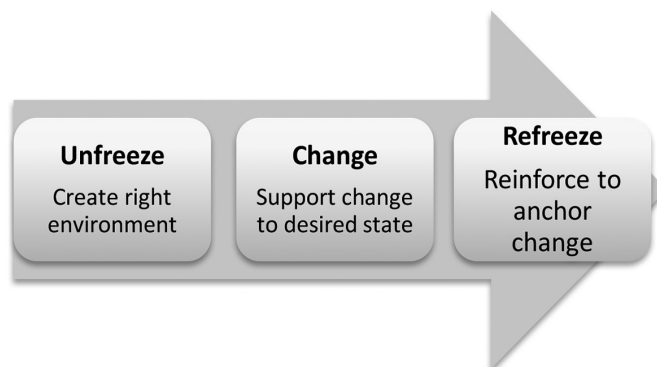 Unfreeze
Create right
environment
Change
Support change
to desired state
Refreeze
Reinforce to
anchor
change